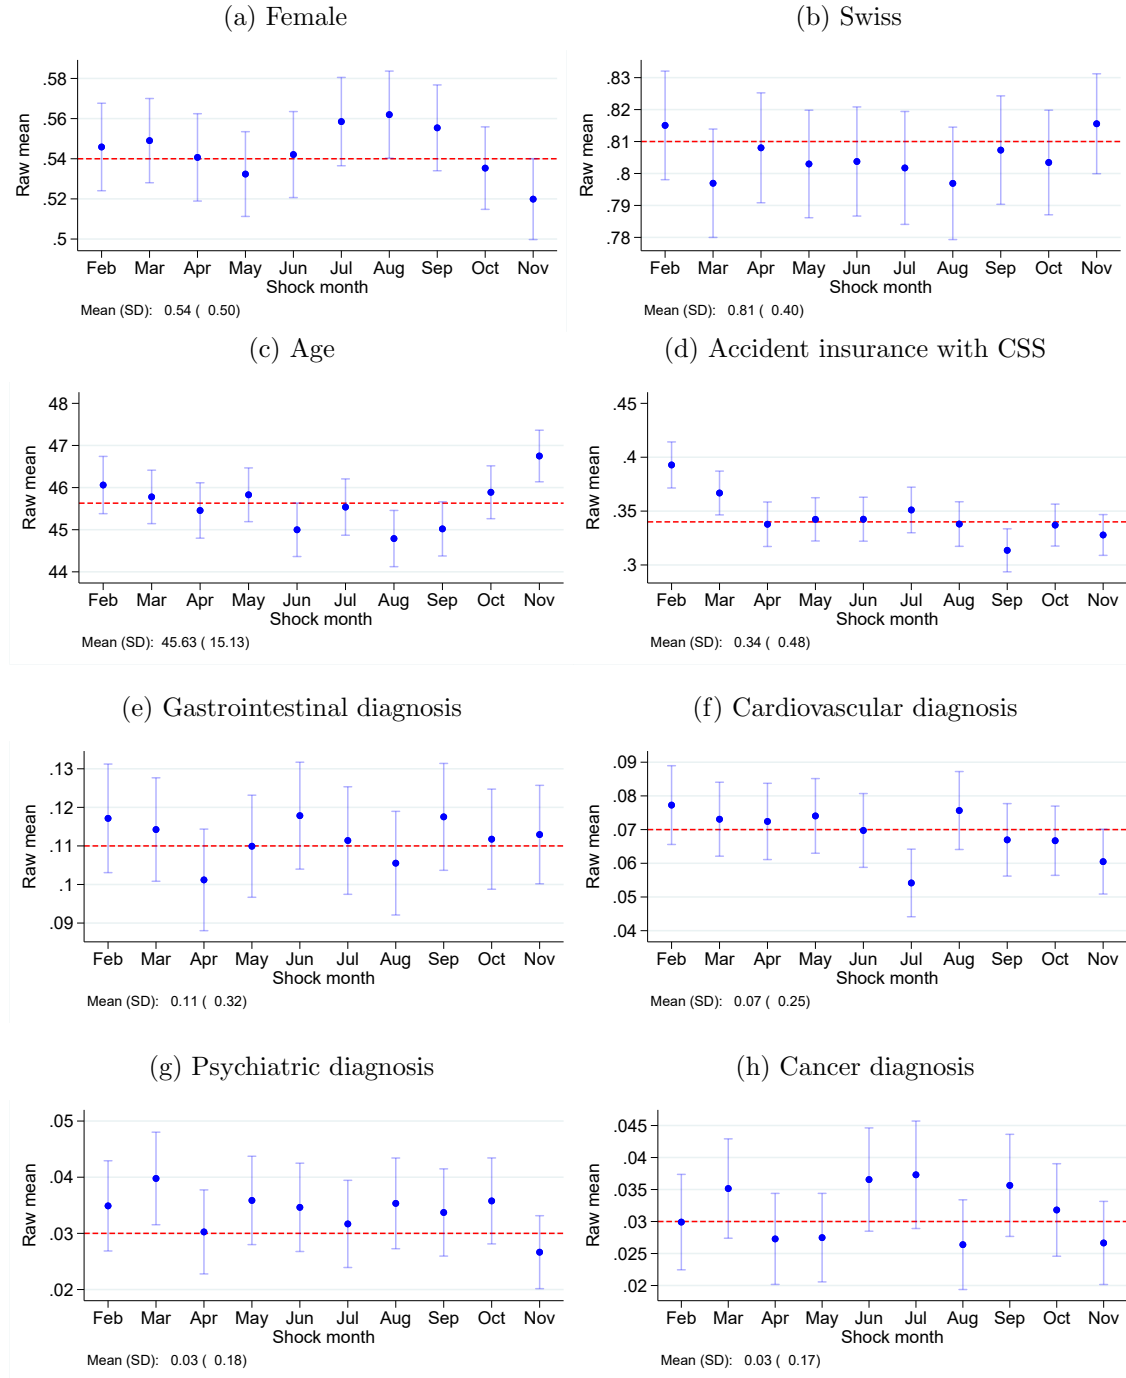 (a) Female
(b) Swiss
Raw mean
.58
.56
.54
.52
.5
Feb Mar Apr May Jun Jul Aug Sep Oct Nov
Shock month
Mean (SD): 0.54 ( 0.50)
Raw mean
.83
.82
.81
.8
.79
.78
Feb Mar Apr May Jun Jul Aug Sep Oct Nov
Shock month
Mean (SD): 0.81 ( 0.40)
(c) Age
(d) Accident insurance with CSS
Raw mean
48
47
46
45
44
Feb Mar Apr May Jun Jul Aug Sep Oct Nov
Shock month
Mean (SD): 45.63 ( 15.13)
Raw mean
.45
.4
.35
.3
Feb Mar Apr May Jun Jul Aug Sep Oct Nov
Shock month
Mean (SD): 0.34 ( 0.48)
(e) Gastrointestinal diagnosis
(f) Cardiovascular diagnosis
Raw mean
.13
.12
.11
.1
.09
Feb Mar Apr May Jun Jul Aug Sep Oct Nov
Shock month
Mean (SD): 0.11 ( 0.32)
Raw mean
.09
.08
.07
.06
.05
.04
Feb Mar Apr May Jun Jul Aug Sep Oct Nov
Shock month
Mean (SD): 0.07 ( 0.25)
(g) Psychiatric diagnosis
(h) Cancer diagnosis
Raw mean
.05
.04
.03
.02
Feb Mar Apr May Jun Jul Aug Sep Oct Nov
Shock month
Mean (SD): 0.03 ( 0.18)
Raw mean
.045
.04
.035
.03
.025
.02
Feb Mar Apr May Jun Jul Aug Sep Oct Nov
Shock month
Mean (SD): 0.03 ( 0.17)